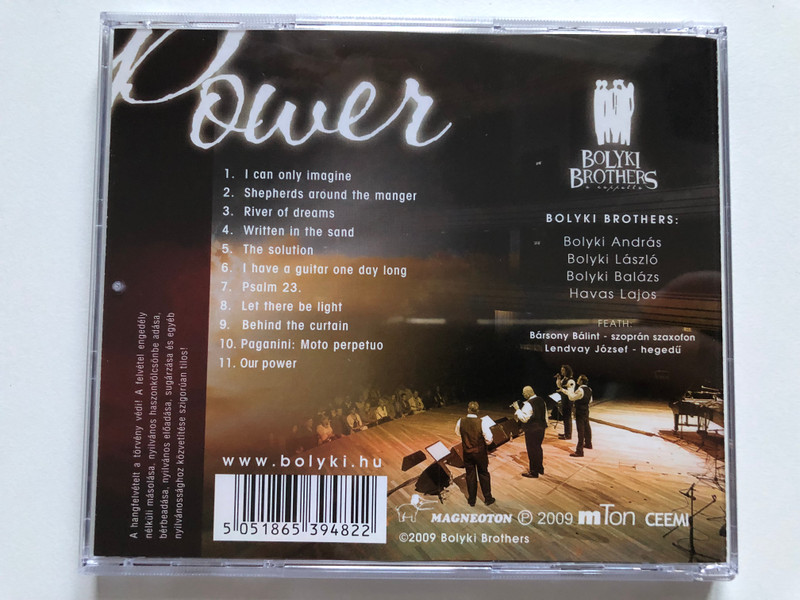 Power
1. I can only imagine
2. Shepherds around the manger
3. River of dreams
4. Written in the sand
5. The solution
6. I have a guitar one day long
7. Psalm 23.
8. Let there be light
9. Behind the curtain
10. Paganini: Moto perpetuo
11. Our power
BOLYKI
BROTHERS
a cappella
BOLYKI BROTHERS:
Bolyki András
Bolyki László
Bolyki Balázs
Havas Lajos
FEATH:
Bársony Bálint - szoprán szaxofon
Lendvay József - hegedű
A hangfelvételt a törvény védi! A felvétel engedély
nélküli másolása, nyilvános haszonkölcsönbe adása,
bérbeadása, nyilvános előadása, sugárzása és egyéb
nyilvánossághoz közvetítése szigorúan tilos!
www.bolyki.hu
5 051865 394822
MAGNEOTON ℗ 2009 mTon CEEMI
©2009 Bolyki Brothers